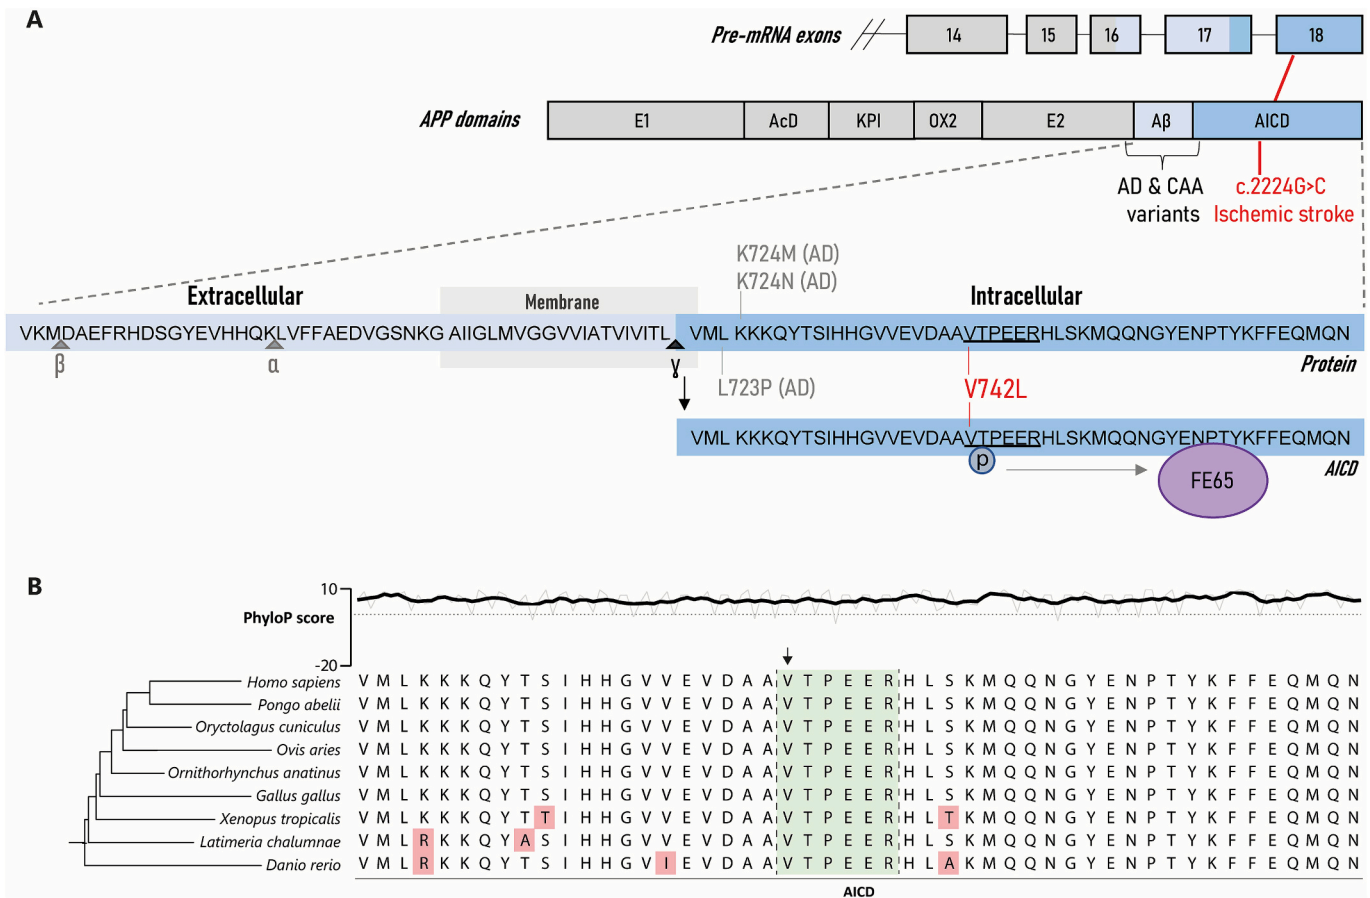 A
Pre-mRNA exons
14
15
16
17
18
APP domains
E1
AcD
KPI
OX2
E2
Aβ
AICD
AD & CAA
variants
c.2224G>C
Ischemic stroke
K724M (AD)
K724N (AD)
Extracellular
Membrane
Intracellular
VKMDAEFRHDSGYEVHHQKLVFFAEDVGSNKG AIIGLMVGGVVIATVIVITL VML KKKQYTSIHHGVVEVDAAVTPEERHLSKMQQNGYENPTYKFFEQMQN
β
α
γ
Protein
L723P (AD)
V742L
VML KKKQYTSIHHGVVEVDAAVTPEERHLSKMQQNGYENPTYKFFEQMQN
p
FE65
AICD
B
10
PhyloP score
-20
Homo sapiens V M L K K K Q Y T S I H H G V V E V D A A V T P E E R H L S K M Q Q N G Y E N P T Y K F F E Q M Q N
Pongo abelii V M L K K K Q Y T S I H H G V V E V D A A V T P E E R H L S K M Q Q N G Y E N P T Y K F F E Q M Q N
Oryctolagus cuniculus V M L K K K Q Y T S I H H G V V E V D A A V T P E E R H L S K M Q Q N G Y E N P T Y K F F E Q M Q N
Ovis aries V M L K K K Q Y T S I H H G V V E V D A A V T P E E R H L S K M Q Q N G Y E N P T Y K F F E Q M Q N
Ornithorhynchus anatinus V M L K K K Q Y T S I H H G V V E V D A A V T P E E R H L S K M Q Q N G Y E N P T Y K F F E Q M Q N
Gallus gallus V M L K K K Q Y T S I H H G V V E V D A A V T P E E R H L S K M Q Q N G Y E N P T Y K F F E Q M Q N
Xenopus tropicalis V M L K K K Q Y T T I H H G V V E V D A A V T P E E R H L T K M Q Q N G Y E N P T Y K F F E Q M Q N
Latimeria chalumnae V M L R K K Q Y A S I H H G V V E V D A A V T P E E R H L S K M Q Q N G Y E N P T Y K F F E Q M Q N
Danio rerio V M L R K K Q Y T S I H H G V I E V D A A V T P E E R H L A K M Q Q N G Y E N P T Y K F F E Q M Q N
AICD